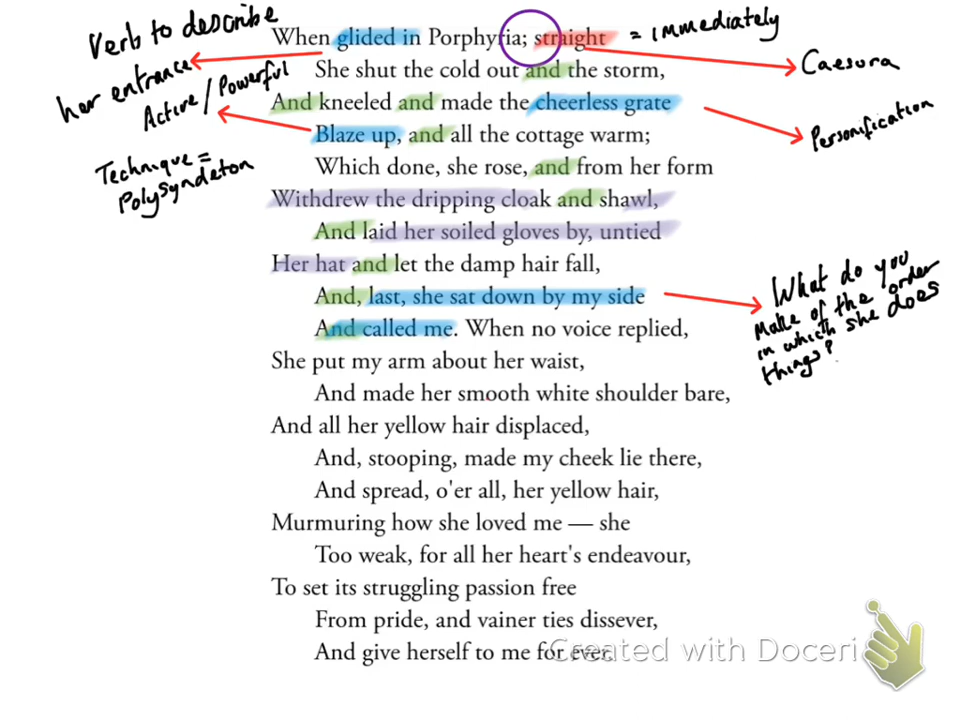 Verb to describe
her entrance
Active/Powerful
Technique =
Polysyndeton
= immediately
Caesura
Personification
What do you
make of the order
in which she does
things?
When glided in Porphyria; straight
She shut the cold out and the storm,
And kneeled and made the cheerless grate
Blaze up, and all the cottage warm;
Which done, she rose, and from her form
Withdrew the dripping cloak and shawl,
And laid her soiled gloves by, untied
Her hat and let the damp hair fall,
And, last, she sat down by my side
And called me. When no voice replied,
She put my arm about her waist,
And made her smooth white shoulder bare,
And all her yellow hair displaced,
And, stooping, made my cheek lie there,
And spread, o'er all, her yellow hair,
Murmuring how she loved me — she
Too weak, for all her heart's endeavour,
To set its struggling passion free
From pride, and vainer ties dissever,
And give herself to me for ever.
Created with Doceri